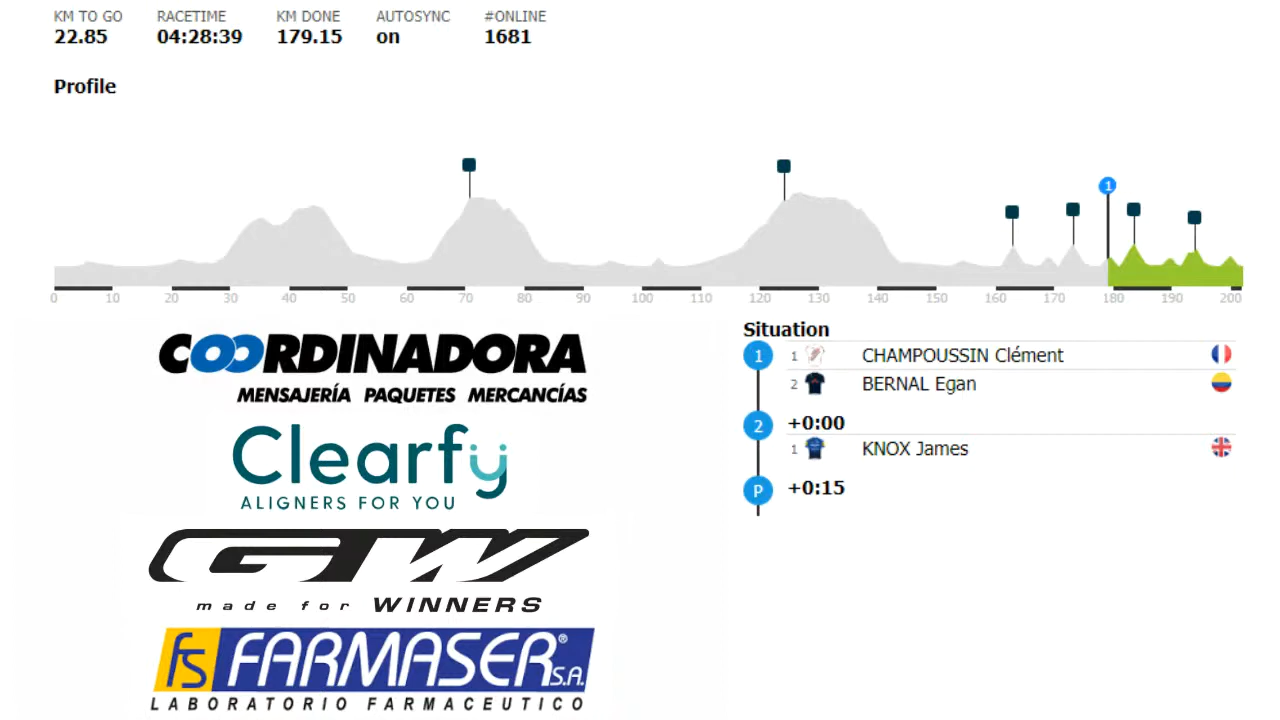 KM TO GO RACETIME KM DONE AUTOSYNC #ONLINE
22.85 04:28:39 179.15 on 1681
Profile
1
0 10 20 30 40 50 60 70 80 90 100 110 120 130 140 150 160 170 180 190 200
COORDINADORA
MENSAJERÍA PAQUETES MERCANCÍAS
Clearfy
ALIGNERS FOR YOU
GW
made for WINNERS
fs FARMASER® S.A.
LABORATORIO FARMACEUTICO
Situation
1 1 CHAMPOUSSIN Clément
2 BERNAL Egan
2 +0:00
1 KNOX James
P +0:15